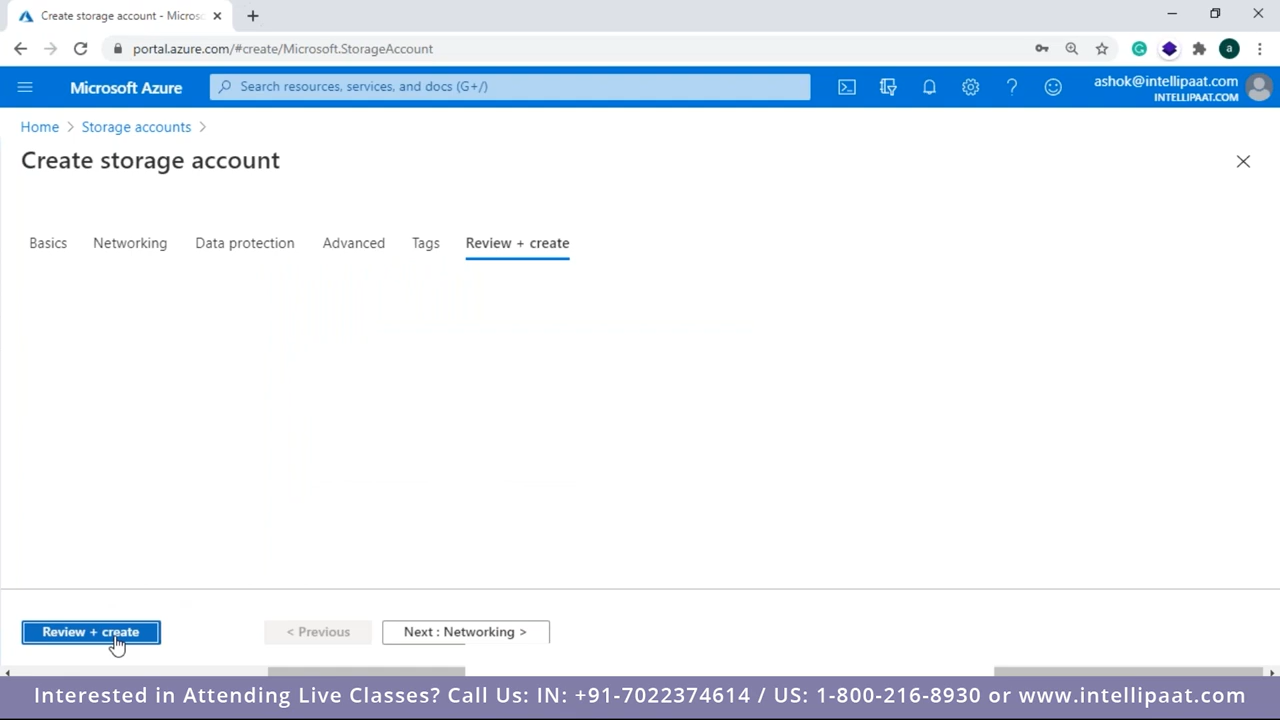 Create storage account - Micros
portal.azure.com/#create/Microsoft.StorageAccount
a
Microsoft Azure
Search resources, services, and docs (G+/)
ashok@intellipaat.com
INTELLIPAAT.COM
Home > Storage accounts >
Create storage account
Basics Networking Data protection Advanced Tags Review + create
Review + create < Previous Next : Networking >
Interested in Attending Live Classes? Call Us: IN: +91-7022374614 / US: 1-800-216-8930 or www.intellipaat.com